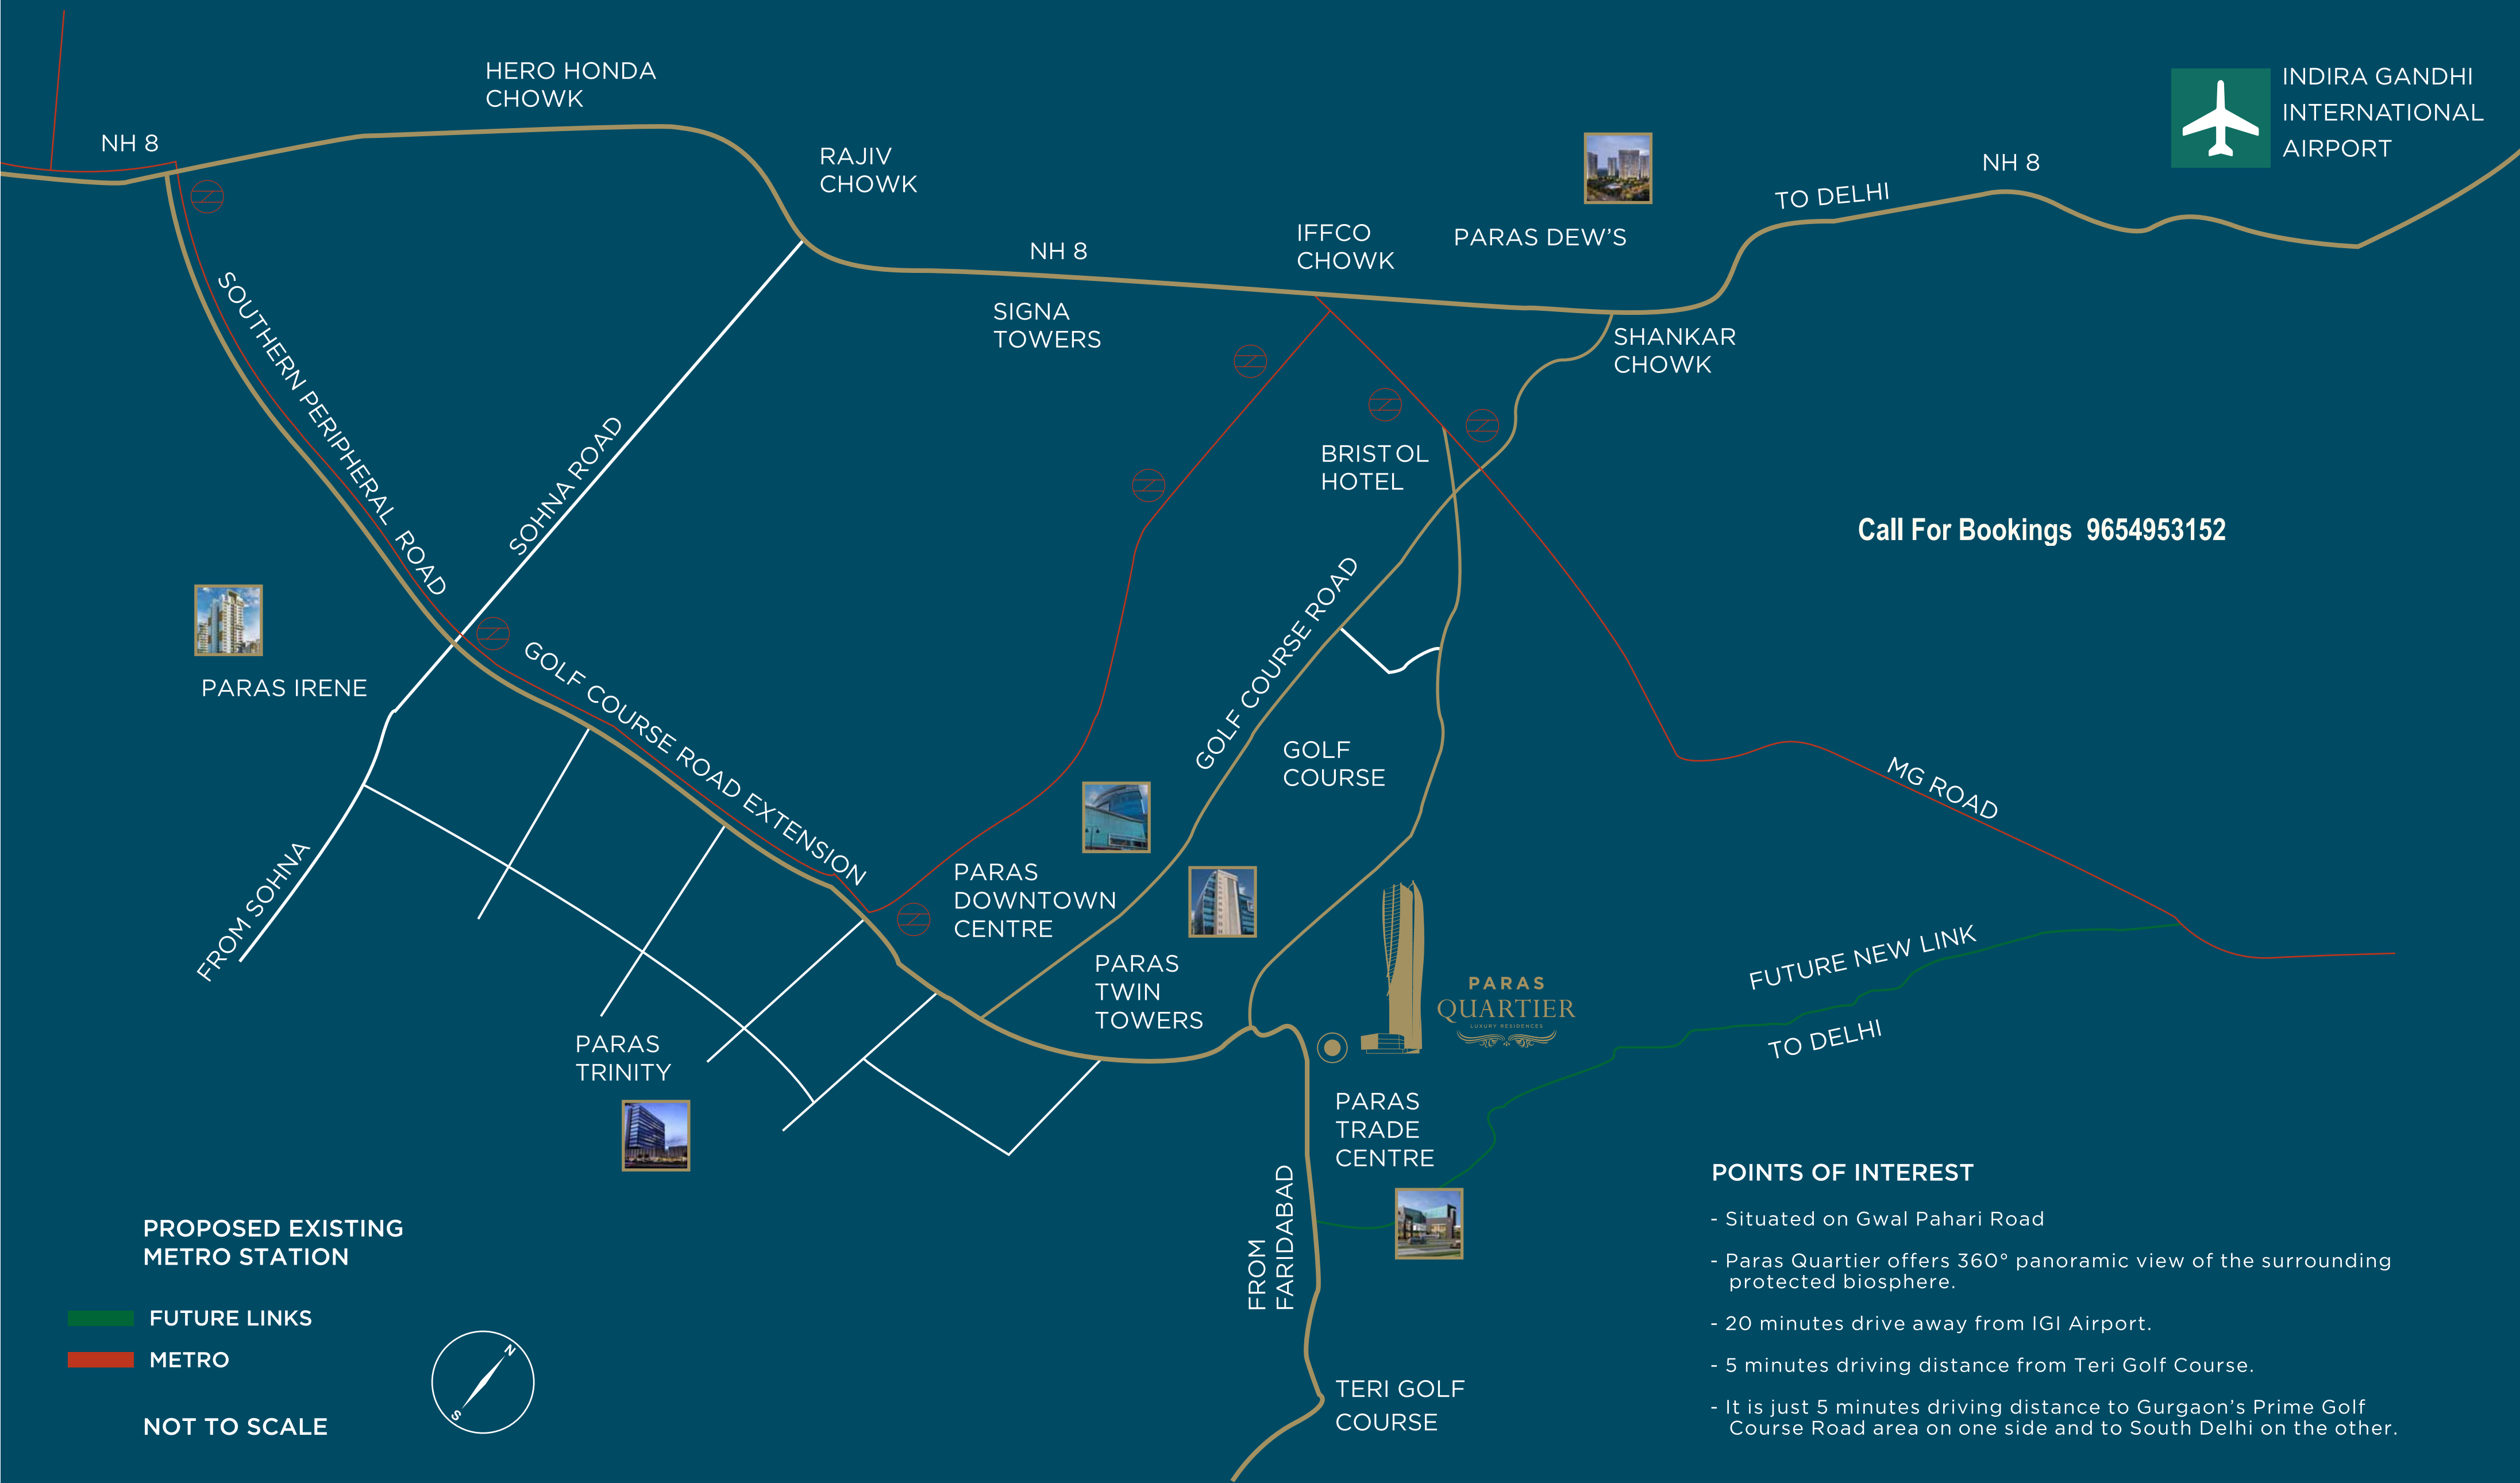 HERO HONDA
CHOWK
NH 8
RAJIV
CHOWK
NH 8
SIGNA
TOWERS
IFFCO
CHOWK
PARAS DEW'S
TO DELHI
NH 8
INDIRA GANDHI
INTERNATIONAL
AIRPORT
SHANKAR
CHOWK
SOUTHERN PERIPHERAL ROAD
SOHNA ROAD
BRISTOL
HOTEL
Call For Bookings 9654953152
PARAS IRENE
GOLF COURSE ROAD EXTENSION
GOLF COURSE ROAD
GOLF
COURSE
MG ROAD
FROM SOHNA
PARAS
DOWNTOWN
CENTRE
PARAS
TWIN
TOWERS
PARAS
QUARTIER
LUXURY RESIDENCES
FUTURE NEW LINK
TO DELHI
PARAS
TRINITY
PARAS
TRADE
CENTRE
FROM
FARIDABAD
TERI GOLF
COURSE
PROPOSED EXISTING
METRO STATION
FUTURE LINKS
METRO
NOT TO SCALE
N
S
POINTS OF INTEREST
- Situated on Gwal Pahari Road
- Paras Quartier offers 360° panoramic view of the surrounding
protected biosphere.
- 20 minutes drive away from IGI Airport.
- 5 minutes driving distance from Teri Golf Course.
- It is just 5 minutes driving distance to Gurgaon's Prime Golf
Course Road area on one side and to South Delhi on the other.